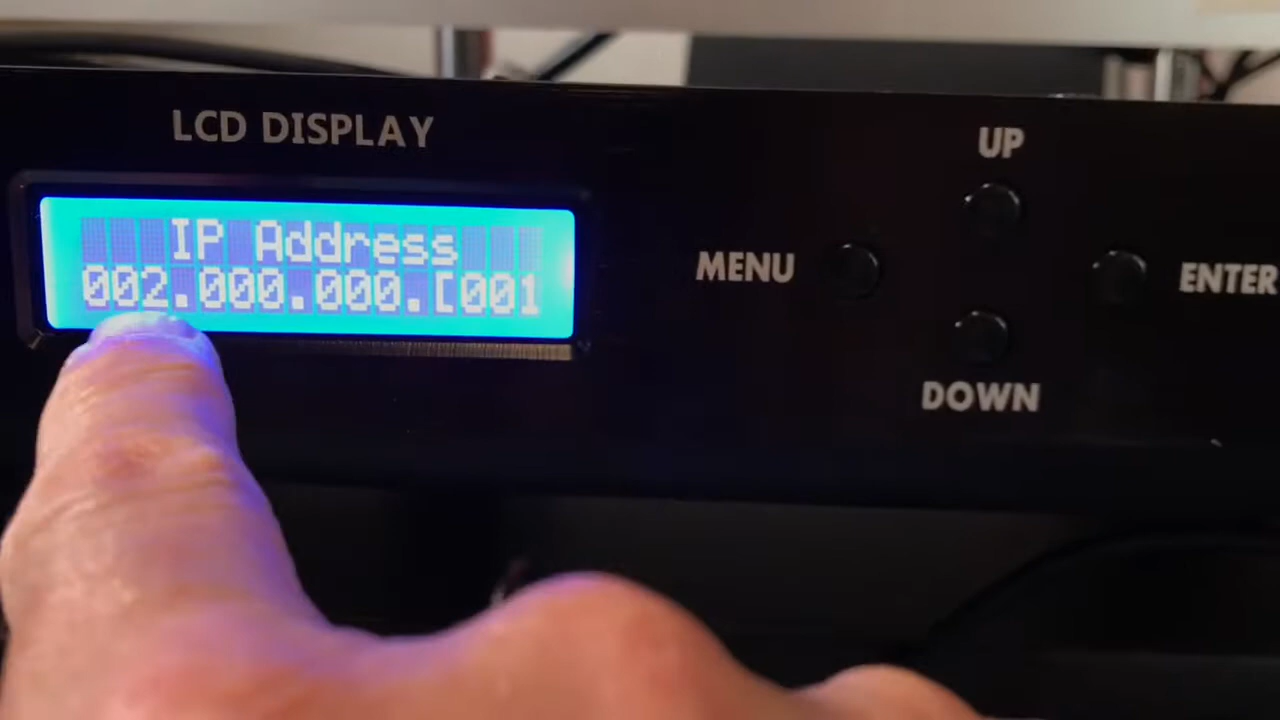 LCD DISPLAY
IP Address
002.000.000.[001
UP
MENU
ENTER
DOWN